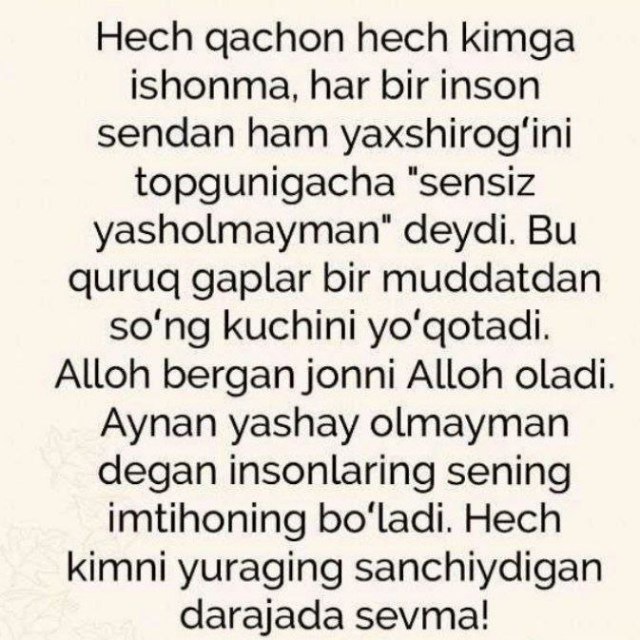 Hech qachon hech kimga
ishonma, har bir inson
sendan ham yaxshirog‘ini
topgunigacha "sensiz
yasholmayman" deydi. Bu
quruq gaplar bir muddatdan
so‘ng kuchini yo‘qotadi.
Alloh bergan jonni Alloh oladi.
Aynan yashay olmayman
degan insonlaring sening
imtihoning bo‘ladi. Hech
kimni yuraging sanchiydigan
darajada sevma!